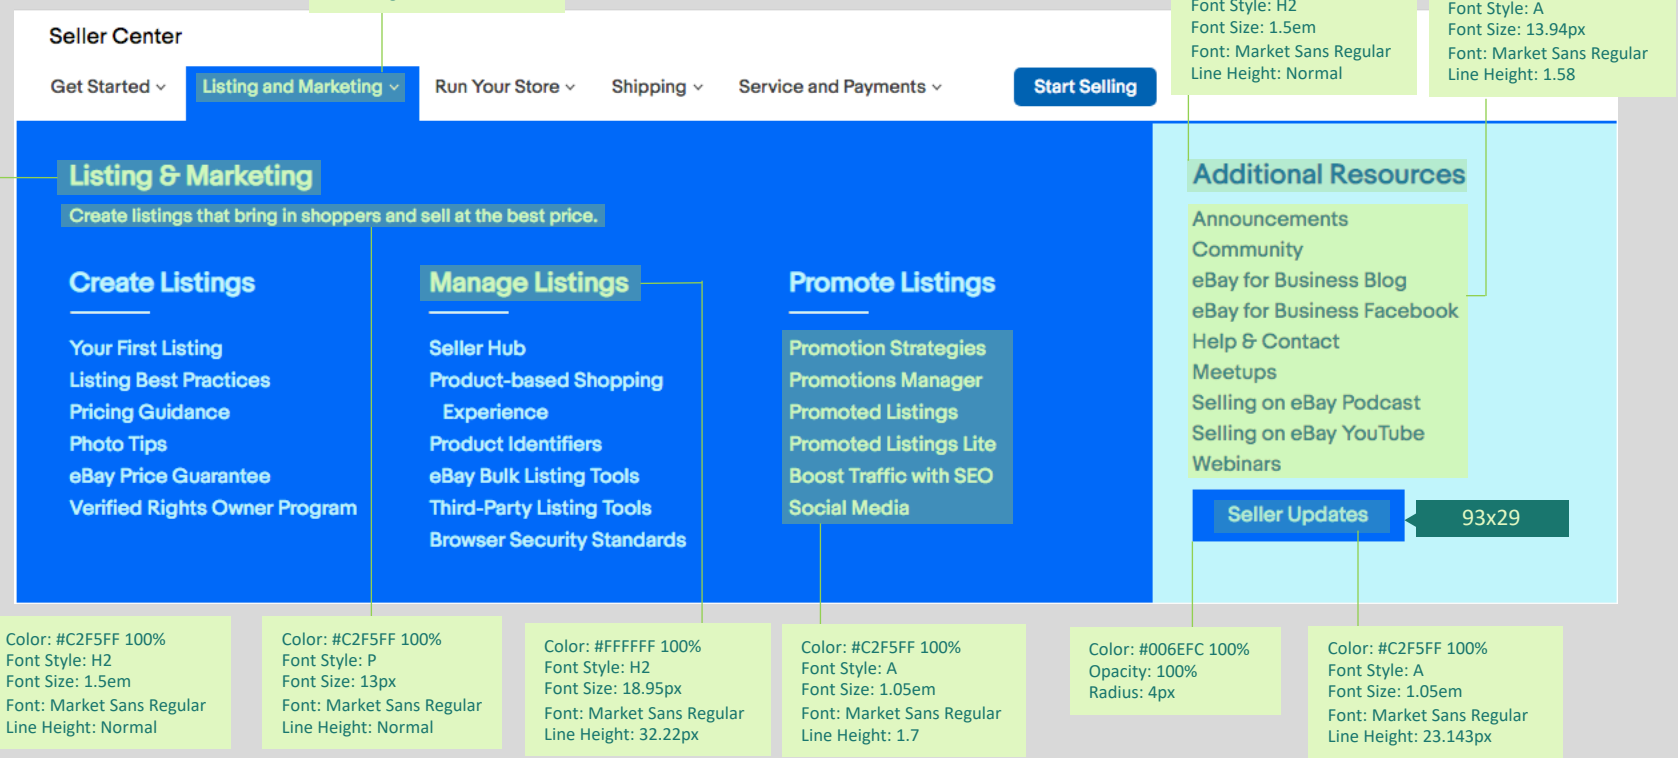 Font Style: H2
Font Size: 1.5em
Font: Market Sans Regular
Line Height: Normal
Font Style: A
Font Size: 13.94px
Font: Market Sans Regular
Line Height: 1.58
Seller Center
Get Started
Listing and Marketing
Run Your Store
Shipping
Service and Payments
Start Selling
Listing & Marketing
Create listings that bring in shoppers and sell at the best price.
Create Listings
Your First Listing
Listing Best Practices
Pricing Guidance
Photo Tips
eBay Price Guarantee
Verified Rights Owner Program
Manage Listings
Seller Hub
Product-based Shopping
Experience
Product Identifiers
eBay Bulk Listing Tools
Third-Party Listing Tools
Browser Security Standards
Promote Listings
Promotion Strategies
Promotions Manager
Promoted Listings
Promoted Listings Lite
Boost Traffic with SEO
Social Media
Additional Resources
Announcements
Community
eBay for Business Blog
eBay for Business Facebook
Help & Contact
Meetups
Selling on eBay Podcast
Selling on eBay YouTube
Webinars
Seller Updates
93x29
Color: #C2F5FF 100%
Font Style: H2
Font Size: 1.5em
Font: Market Sans Regular
Line Height: Normal
Color: #C2F5FF 100%
Font Style: P
Font Size: 13px
Font: Market Sans Regular
Line Height: Normal
Color: #FFFFFF 100%
Font Style: H2
Font Size: 18.95px
Font: Market Sans Regular
Line Height: 32.22px
Color: #C2F5FF 100%
Font Style: A
Font Size: 1.05em
Font: Market Sans Regular
Line Height: 1.7
Color: #006EFC 100%
Opacity: 100%
Radius: 4px
Color: #C2F5FF 100%
Font Style: A
Font Size: 1.05em
Font: Market Sans Regular
Line Height: 23.143px